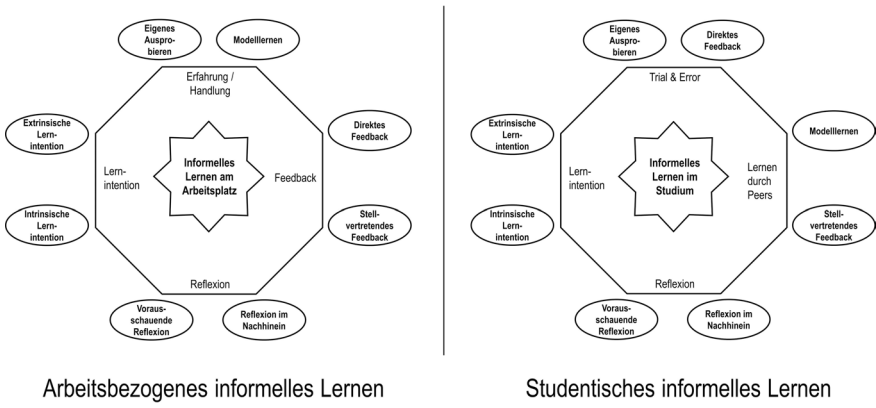 Eigenes
Auspro-
bieren
Modelllernen
Erfahrung /
Handlung
Extrinsische
Lern-
intention
Direktes
Feedback
Informelles
Lernen am
Arbeitsplatz
Lern-
intention
Feedback
Intrinsische
Lern-
intention
Stell-
vertretendes
Feedback
Reflexion
Voraus-
schauende
Reflexion
Reflexion im
Nachhinein
Arbeitsbezogenes informelles Lernen
Eigenes
Auspro-
bieren
Direktes
Feedback
Trial & Error
Extrinsische
Lern-
intention
Modelllernen
Informelles
Lernen im
Studium
Lern-
intention
Lernen
durch
Peers
Intrinsische
Lern-
intention
Stell-
vertretendes
Feedback
Reflexion
Voraus-
schauende
Reflexion
Reflexion im
Nachhinein
Studentisches informelles Lernen